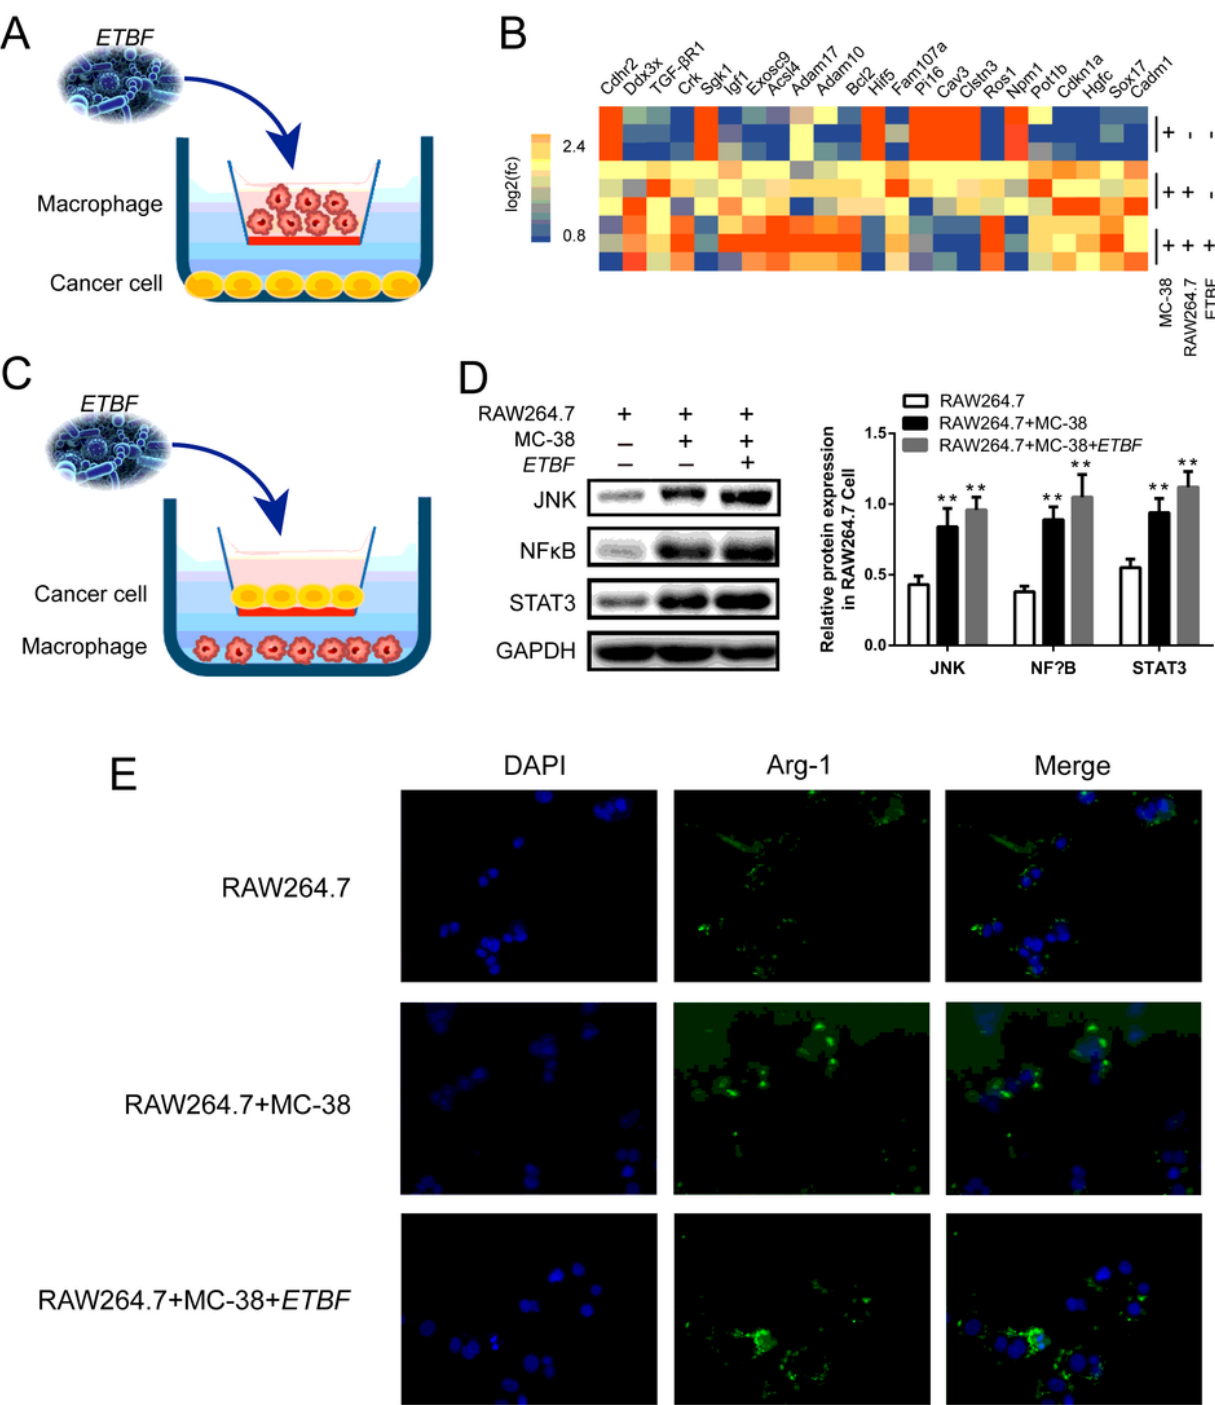 A
ETBF
Macrophage
Cancer cell
B
Cdhr2
Ddx3x
TGF-βR1
Crk
Sgk1
Igf1
Exosc9
Acsl4
Adam17
Adam10
Bcl2
Hif5
Fam107a
PI16
Cav3
Clstn3
Ros1
Npm1
Pot1b
Cdkn1a
Hgfc
Sox17
Cadm1
log2(fc)
2.4
0.8
+ - -
+ + -
+ + +
MC-38
RAW264.7
ETBF
C
ETBF
Cancer cell
Macrophage
D
RAW264.7 + + +
MC-38 – + +
ETBF – – +
JNK
NFκB
STAT3
GAPDH
RAW264.7
RAW264.7+MC-38
RAW264.7+MC-38+ETBF
Relative protein expression
in RAW264.7 Cell
1.5
1.0
0.5
0.0
** ** ** ** ** **
JNK NF?B STAT3
E
DAPI Arg-1 Merge
RAW264.7
RAW264.7+MC-38
RAW264.7+MC-38+ETBF